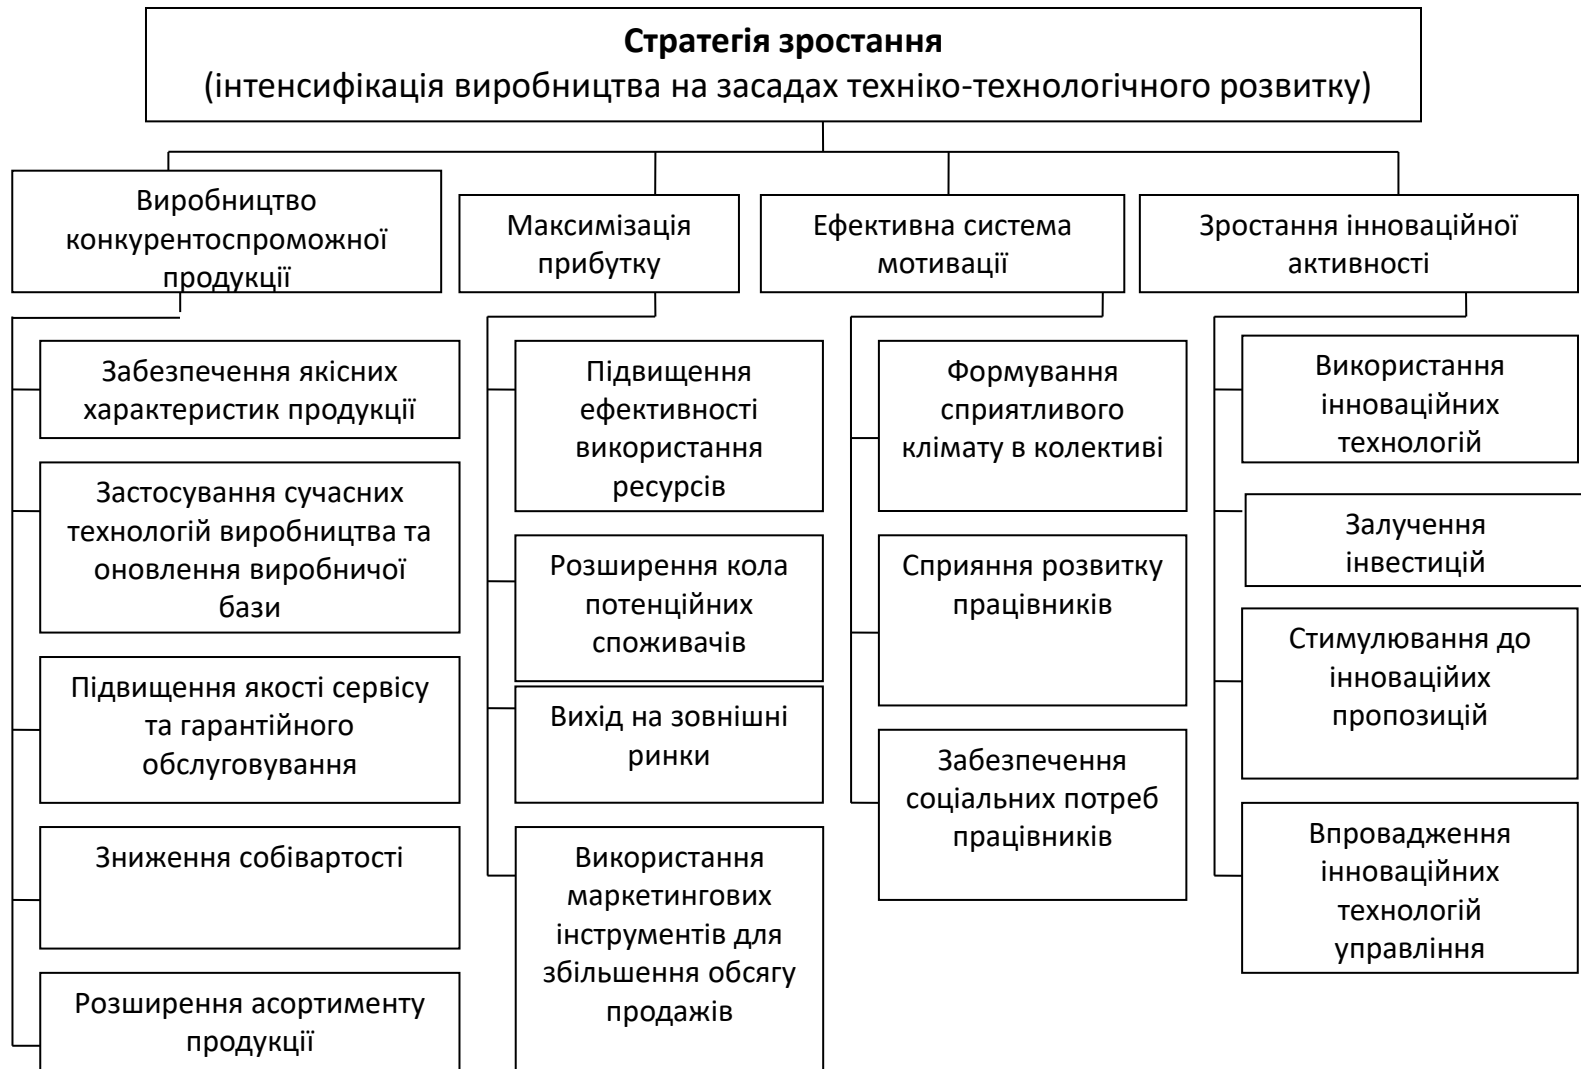 Стратегія зростання
(інтенсифікація виробництва на засадах техніко-технологічного розвитку)
Виробництво
конкурентоспроможної
продукції
Забезпечення якісних
характеристик продукції
Застосування сучасних
технологій виробництва та
оновлення виробничої
бази
Підвищення якості сервісу
та гарантійного
обслуговування
Зниження собівартості
Розширення асортименту
продукції
Максимізація
прибутку
Підвищення
ефективності
використання
ресурсів
Розширення кола
потенційних
споживачів
Вихід на зовнішні
ринки
Використання
маркетингових
інструментів для
збільшення обсягу
продажів
Ефективна система
мотивації
Формування
сприятливого
клімату в колективі
Сприяння розвитку
працівників
Забезпечення
соціальних потреб
працівників
Зростання інноваційної
активності
Використання
інноваційних
технологій
Залучення
інвестицій
Стимулювання до
інноваційих
пропозицій
Впровадження
інноваційних
технологій
управління